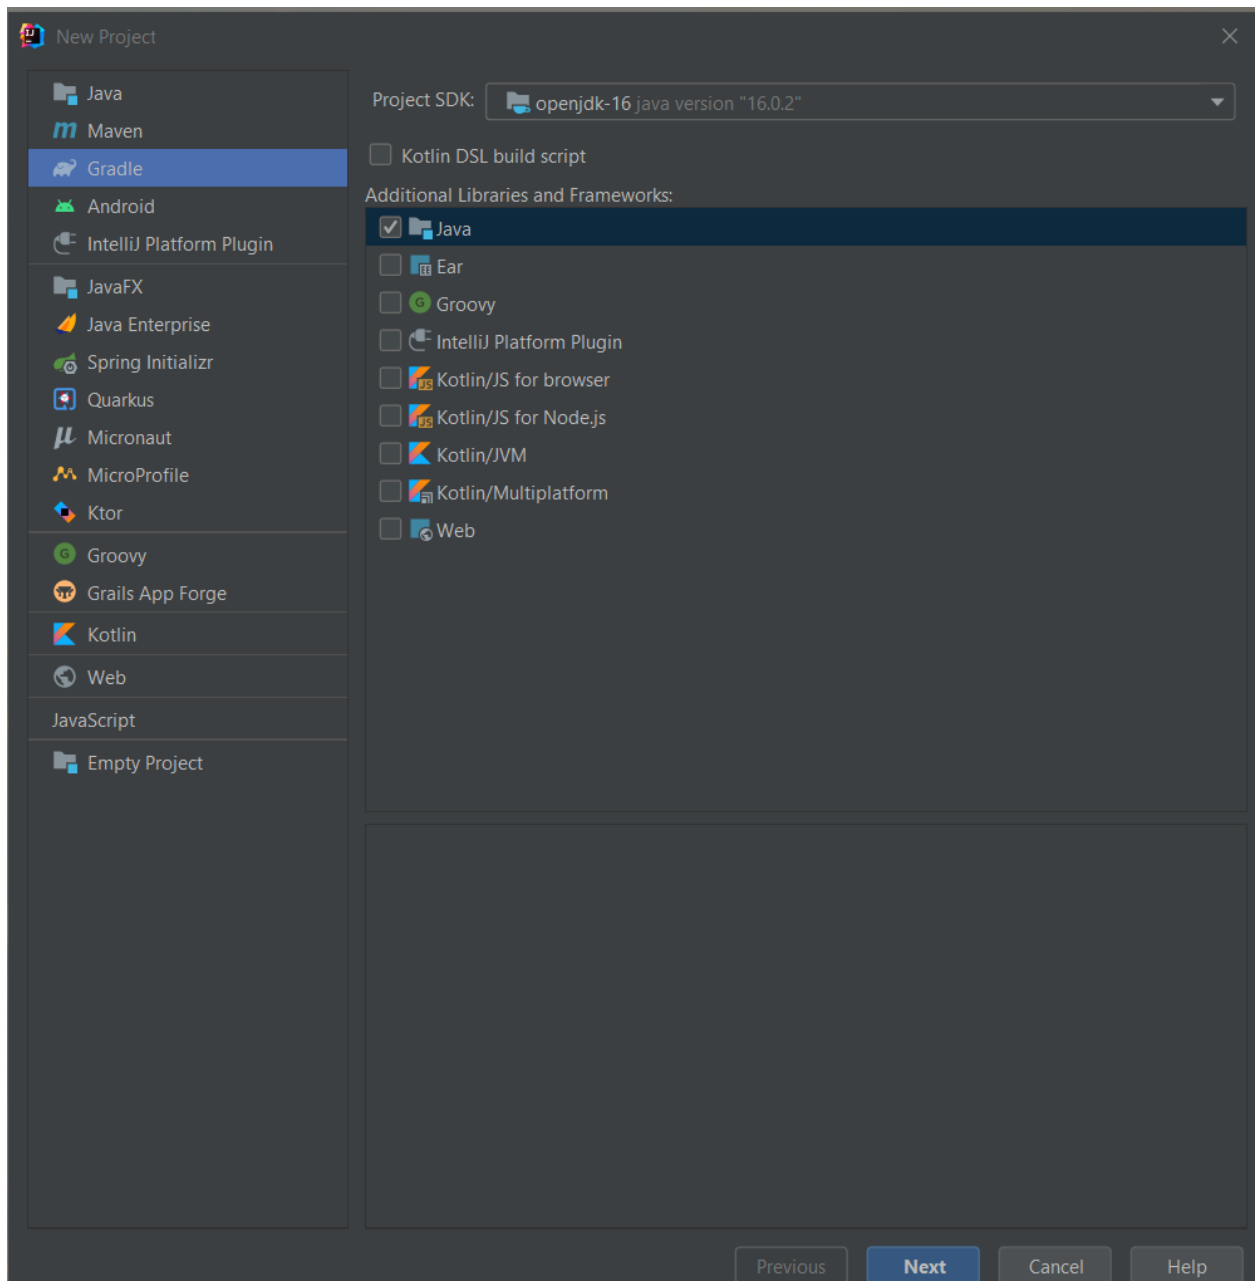 New Project
Java
Maven
Gradle
Android
IntelliJ Platform Plugin
JavaFX
Java Enterprise
Spring Initializr
Quarkus
Micronaut
MicroProfile
Ktor
Groovy
Grails App Forge
Kotlin
Web
JavaScript
Empty Project
Project SDK: openjdk-16 java version "16.0.2"
Kotlin DSL build script
Additional Libraries and Frameworks:
Java
Ear
Groovy
IntelliJ Platform Plugin
Kotlin/JS for browser
Kotlin/JS for Node.js
Kotlin/JVM
Kotlin/Multiplatform
Web
Previous Next Cancel Help